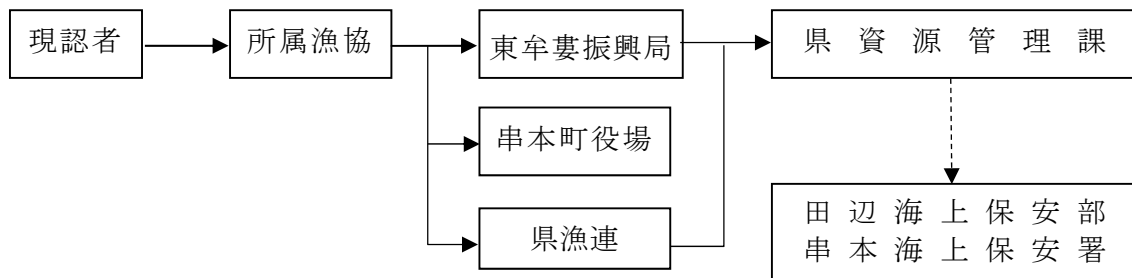 現認者
所属漁協
東牟婁振興局
県資源管理課
串本町役場
県漁連
田辺海上保安部
串本海上保安署